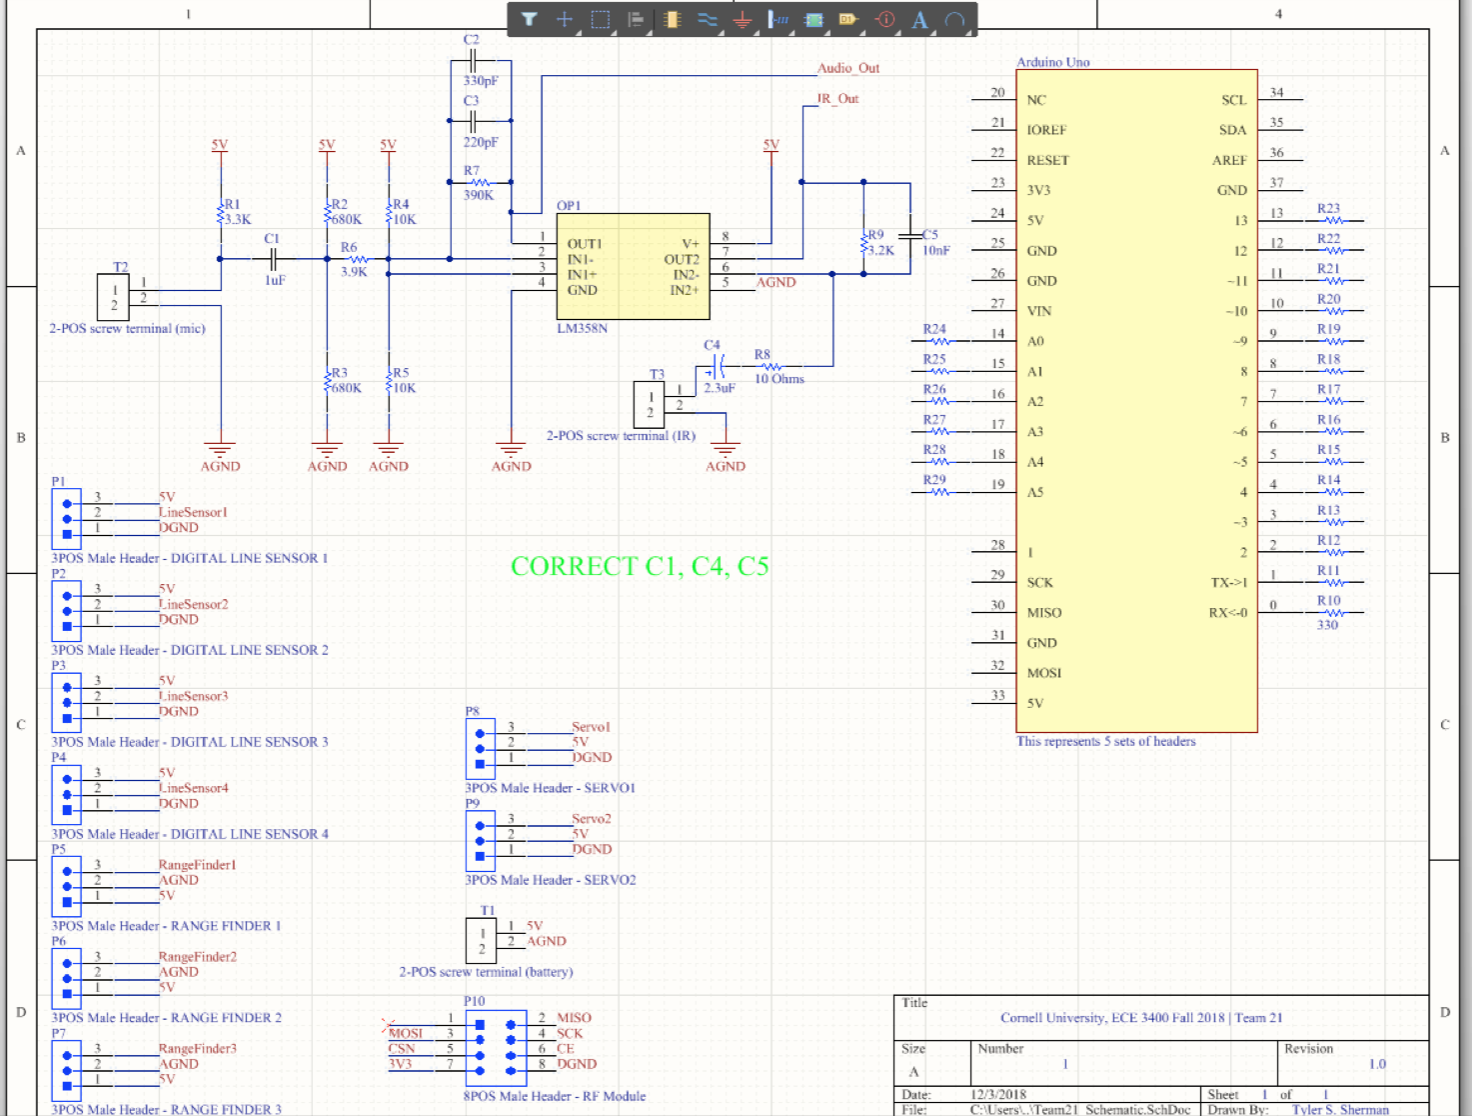 1
4
A
B
C
D
A
B
C
D
C2
330pF
C3
220pF
R7
390K
Audio_Out
IR_Out
5V
5V
5V
5V
R1
3.3K
R2
680K
R4
10K
C1
1uF
R6
3.9K
T2
1 1
2 2
2-POS screw terminal (mic)
R3
680K
R5
10K
OP1
1 OUT1 V+ 8
2 IN1- OUT2 7
3 IN1+ IN2- 6
4 GND IN2+ 5
AGND
LM358N
R9
3.2K
C5
10nF
C4
2.3uF
R8
10 Ohms
T3
1 1
2 2
2-POS screw terminal (IR)
AGND
AGND
AGND
AGND
AGND
Arduino Uno
20 NC SCL 34
21 IOREF SDA 35
22 RESET AREF 36
23 3V3 GND 37
24 5V 13 13 R23
25 GND 12 12 R22
26 GND ~11 11 R21
27 VIN ~10 10 R20
R24 14 A0 ~9 9 R19
R25 15 A1 8 8 R18
R26 16 A2 7 7 R17
R27 17 A3 ~6 6 R16
R28 18 A4 ~5 5 R15
R29 19 A5 4 4 R14
~3 3 R13
28 1 2 2 R12
29 SCK TX->1 1 R11
30 MISO RX<-0 0 R10
330
31 GND
32 MOSI
33 5V
This represents 5 sets of headers
CORRECT C1, C4, C5
P1
3 5V
2 LineSensor1
1 DGND
3POS Male Header - DIGITAL LINE SENSOR 1
P2
3 5V
2 LineSensor2
1 DGND
3POS Male Header - DIGITAL LINE SENSOR 2
P3
3 5V
2 LineSensor3
1 DGND
3POS Male Header - DIGITAL LINE SENSOR 3
P4
3 5V
2 LineSensor4
1 DGND
3POS Male Header - DIGITAL LINE SENSOR 4
P5
3 RangeFinder1
2 AGND
1 5V
3POS Male Header - RANGE FINDER 1
P6
3 RangeFinder2
2 AGND
1 5V
3POS Male Header - RANGE FINDER 2
P7
3 RangeFinder3
2 AGND
1 5V
3POS Male Header - RANGE FINDER 3
P8
3 Servo1
2 5V
1 DGND
3POS Male Header - SERVO1
P9
3 Servo2
2 5V
1 DGND
3POS Male Header - SERVO2
T1
1 1 5V
2 2 AGND
2-POS screw terminal (battery)
P10
1 2 MISO
MOSI 3 4 SCK
CSN 5 6 CE
3V3 7 8 DGND
8POS Male Header - RF Module
Title
Cornell University, ECE 3400 Fall 2018 | Team 21
Size Number Revision
A 1 1.0
Date: 12/3/2018 Sheet 1 of 1
File: C:\Users\..\Team21_Schematic.SchDoc Drawn By: Tyler S. Sherman